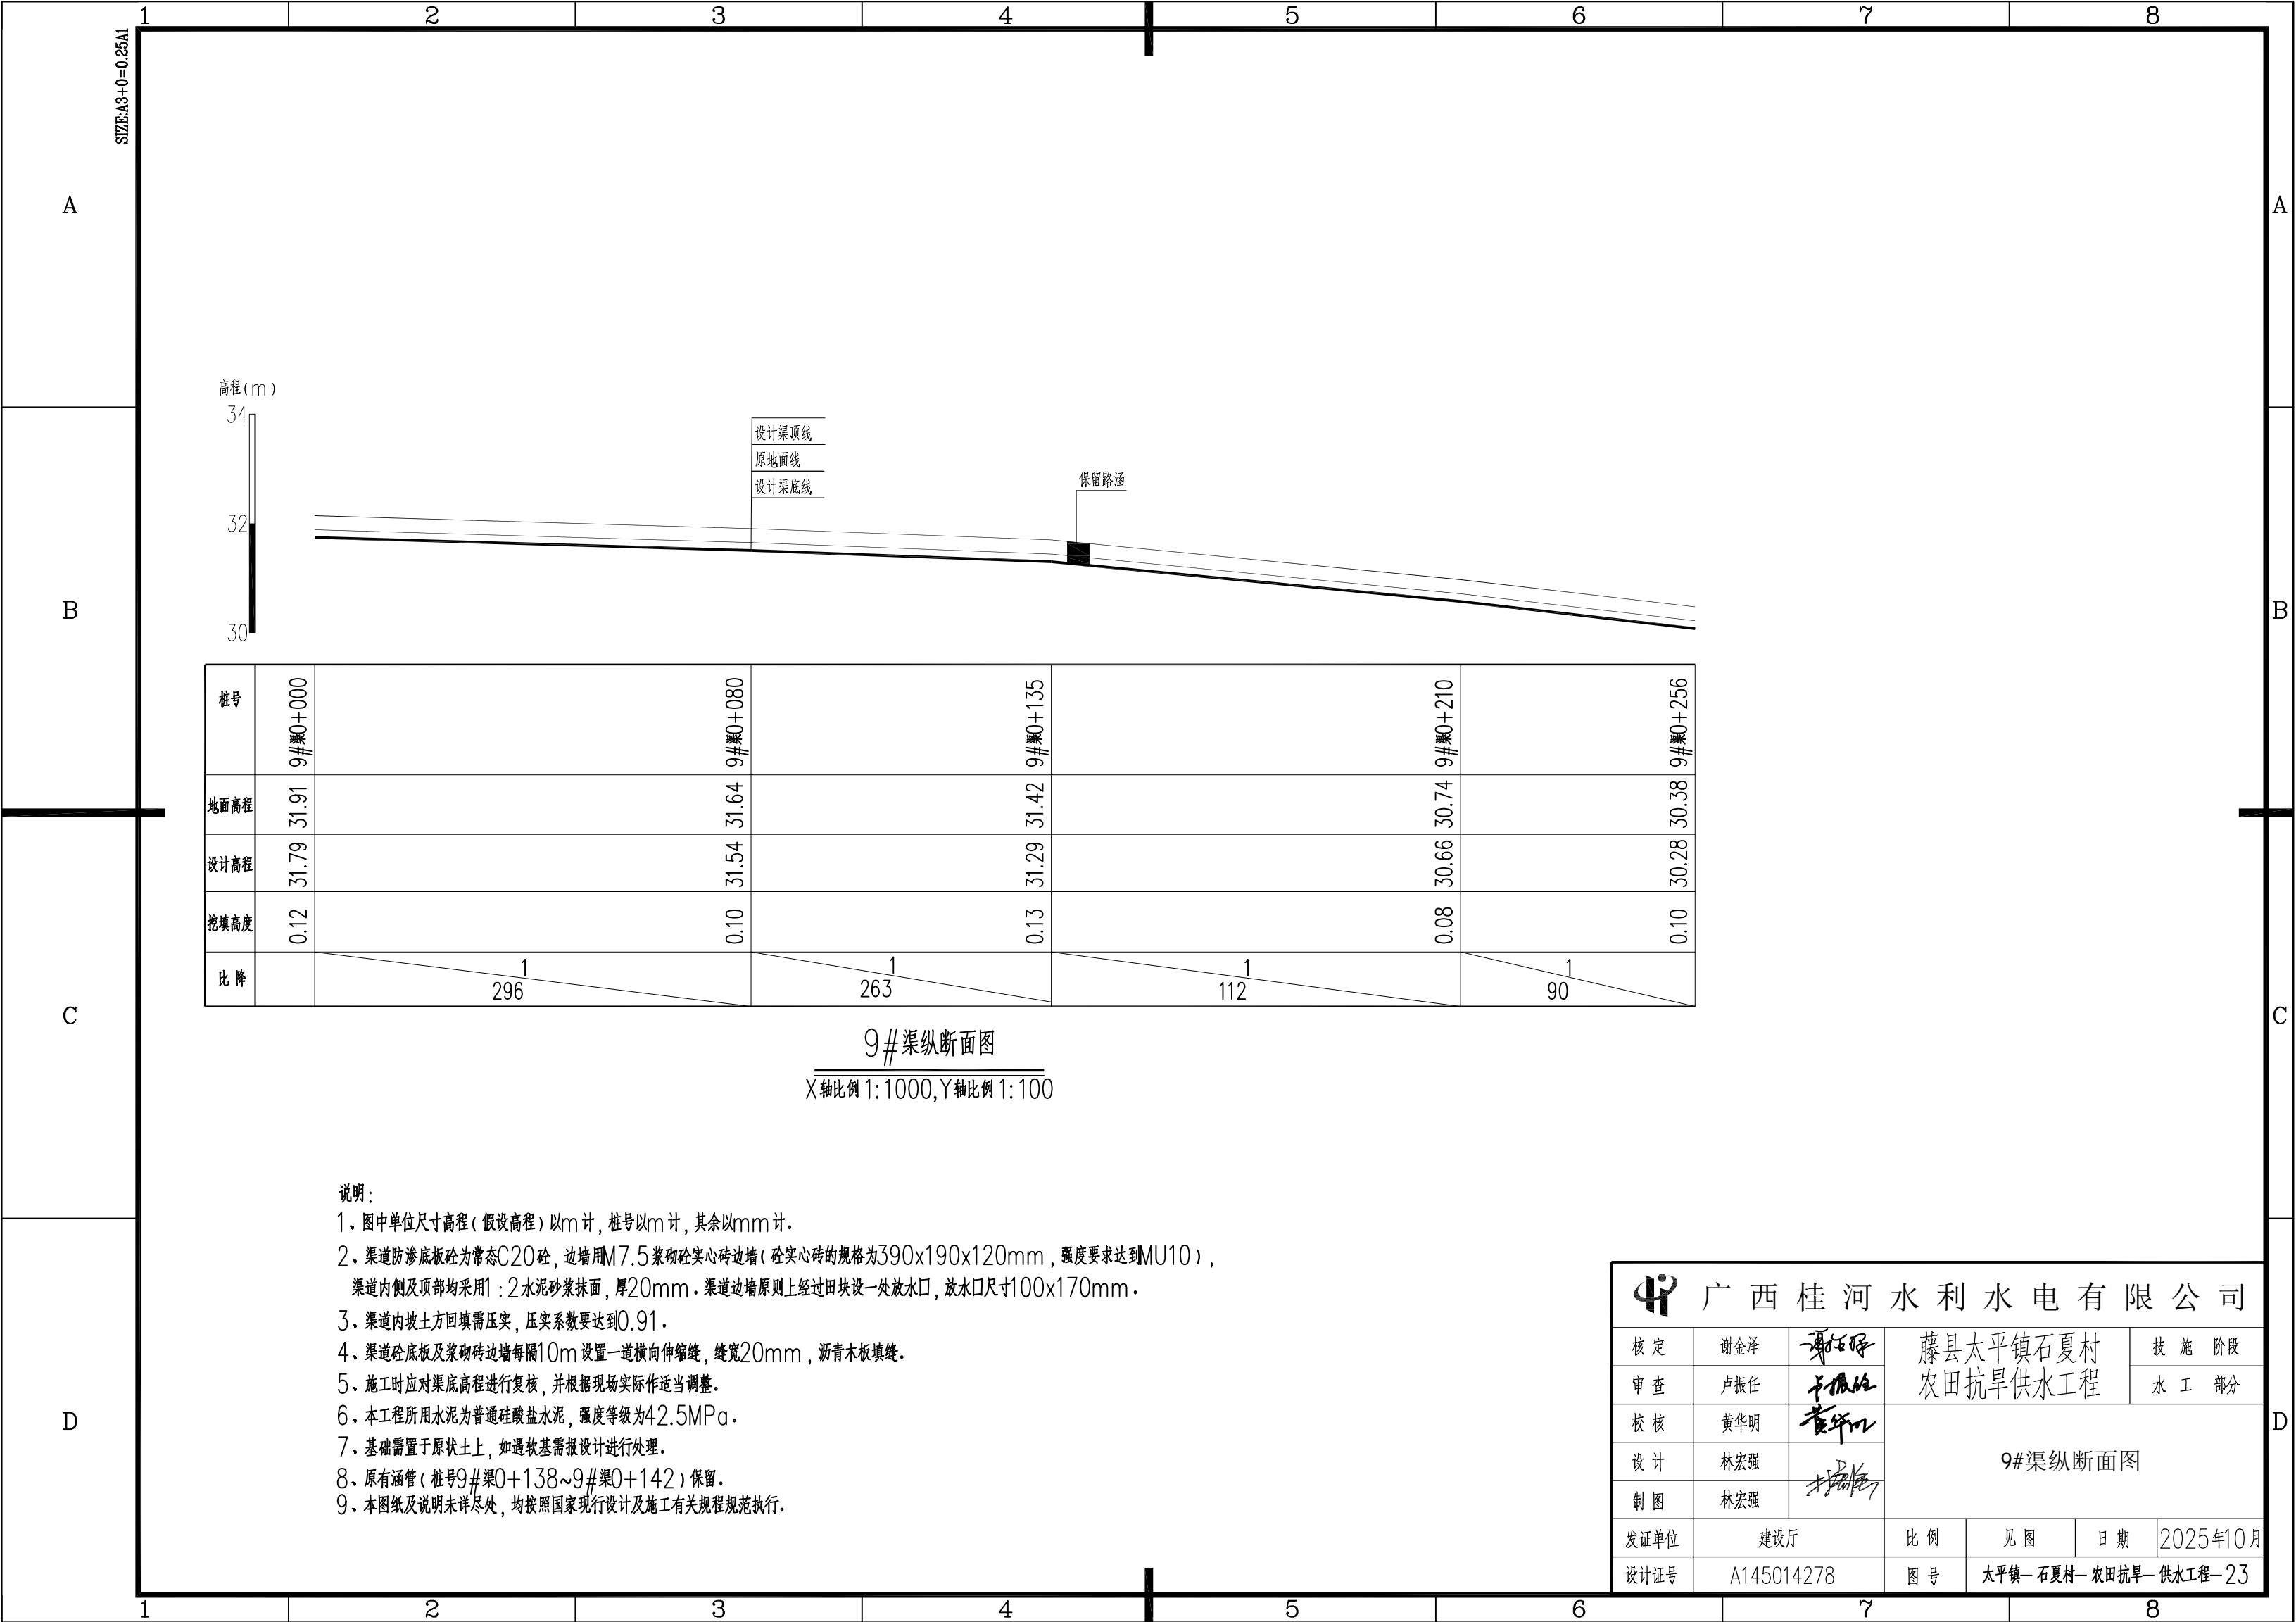 1 2 3 4 5 6 7 8
SIZE:A3+0=0.25A1
A A
B B
C C
D D
高程(m)
34
32
30
设计渠顶线
原地面线
设计渠底线
保留路涵
桩号 9#渠0+000 9#渠0+080 9#渠0+135 9#渠0+210 9#渠0+256
地面高程 31.91 31.64 31.42 30.74 30.38
设计高程 31.79 31.54 31.29 30.66 30.28
挖填高度 0.12 0.10 0.13 0.08 0.10
比降 1 1 1 1
296 263 112 90
9#渠纵断面图
X轴比例1:1000,Y轴比例1:100
说明:
1、图中单位尺寸高程(假设高程)以m计,桩号以m计,其余以mm计.
2、渠道防渗底板砼为常态C20砼,边墙用M7.5浆砌砼实心砖边墙(砼实心砖的规格为390x190x120mm,强度要求达到MU10),
渠道内侧及顶部均采用1:2水泥砂浆抹面,厚20mm.渠道边墙原则上经过田块设一处放水口,放水口尺寸100x170mm.
3、渠道内坡土方回填需压实,压实系数要达到0.91.
4、渠道砼底板及浆砌砖边墙每隔10m设置一道横向伸缩缝,缝宽20mm,沥青木板填缝.
5、施工时应对渠底高程进行复核,并根据现场实际作适当调整.
6、本工程所用水泥为普通硅酸盐水泥,强度等级为42.5MPa.
7、基础需置于原状土上,如遇软基需报设计进行处理.
8、原有涵管(桩号9#渠0+138~9#渠0+142)保留.
9、本图纸及说明未详尽处,均按照国家现行设计及施工有关规程规范执行.
广西桂河水利水电有限公司
核定 谢金泽 藤县太平镇石夏村 技施 阶段
审查 卢振任 卢振任 农田抗旱供水工程 水工 部分
校核 黄华明 黄华明
设计 林宏强 9#渠纵断面图
制图 林宏强
发证单位 建设厅 比例 见图 日期 2025年10月
设计证号 A145014278 图号 太平镇—石夏村—农田抗旱—供水工程—23
1 2 3 4 5 6 7 8